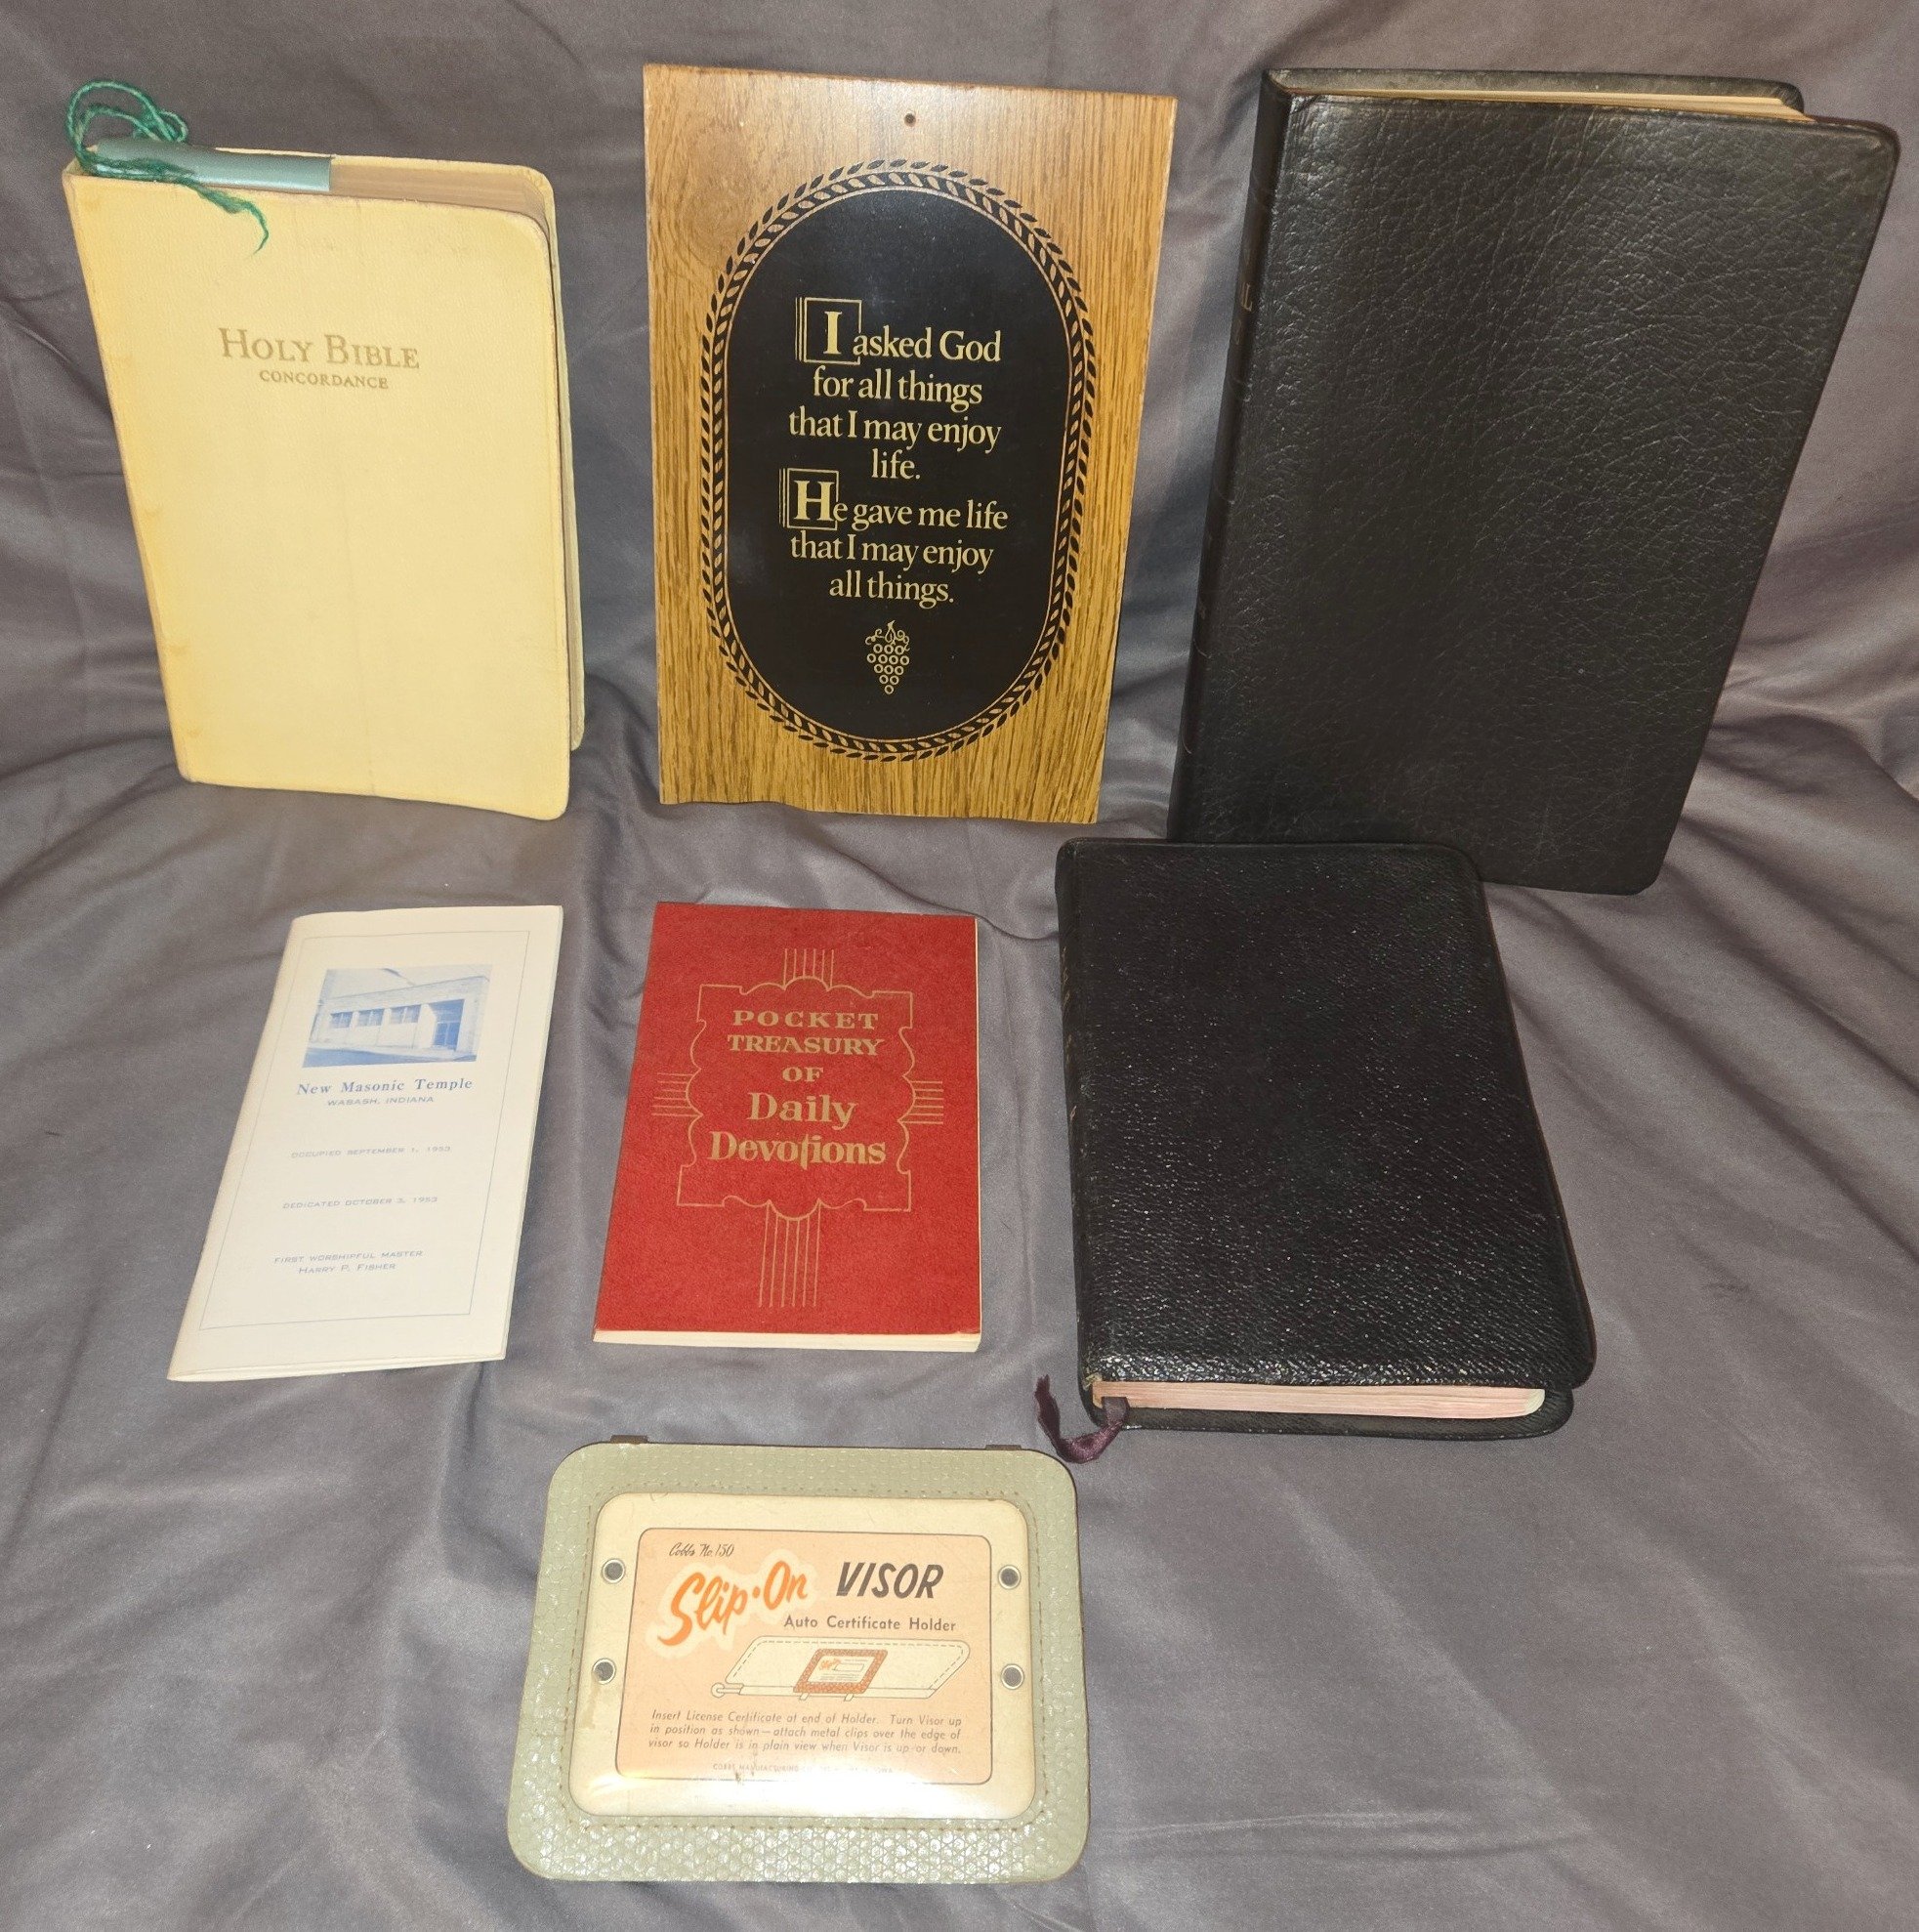 HOLY BIBLE
CONCORDANCE
I asked God
for all things
that I may enjoy
life.
He gave me life
that I may enjoy
all things.
New Masonic Temple
WABASH, INDIANA
OCCUPIED SEPTEMBER 1, 1953
DEDICATED OCTOBER 3, 1953
FIRST WORSHIPFUL MASTER
HARRY P. FISHER
POCKET
TREASURY
OF
Daily
Devotions
Cobbs No. 150
Slip-On VISOR
Auto Certificate Holder
Insert License Certificate at end of Holder. Turn Visor up
in position as shown—attach metal clips over the edge of
visor so Holder is in plain view when Visor is up or down.
COBBS MANUFACTURING